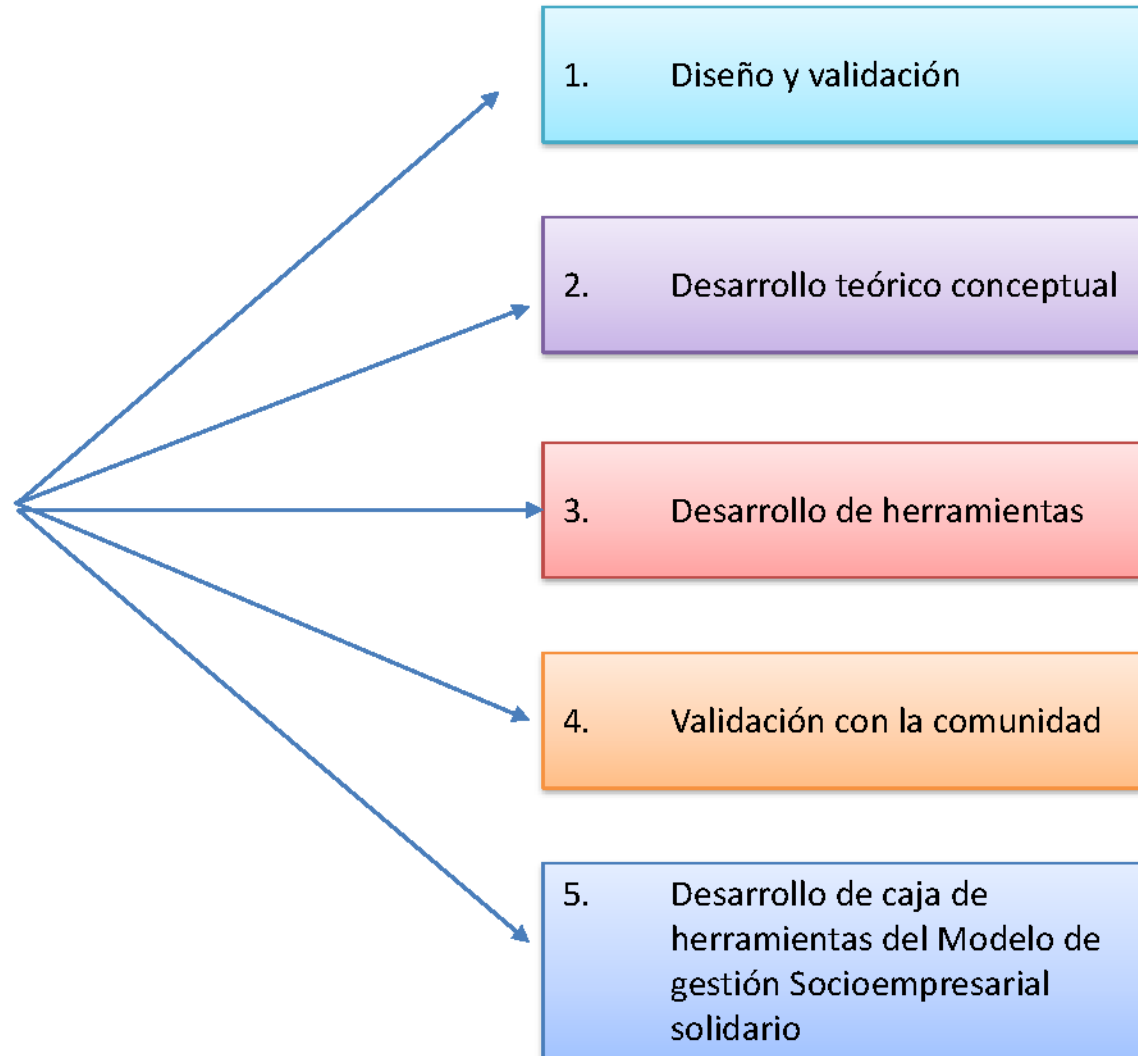 1. Diseño y validación
2. Desarrollo teórico conceptual
3. Desarrollo de herramientas
4. Validación con la comunidad
5. Desarrollo de caja de
herramientas del Modelo de
gestión Socioempresarial
solidario